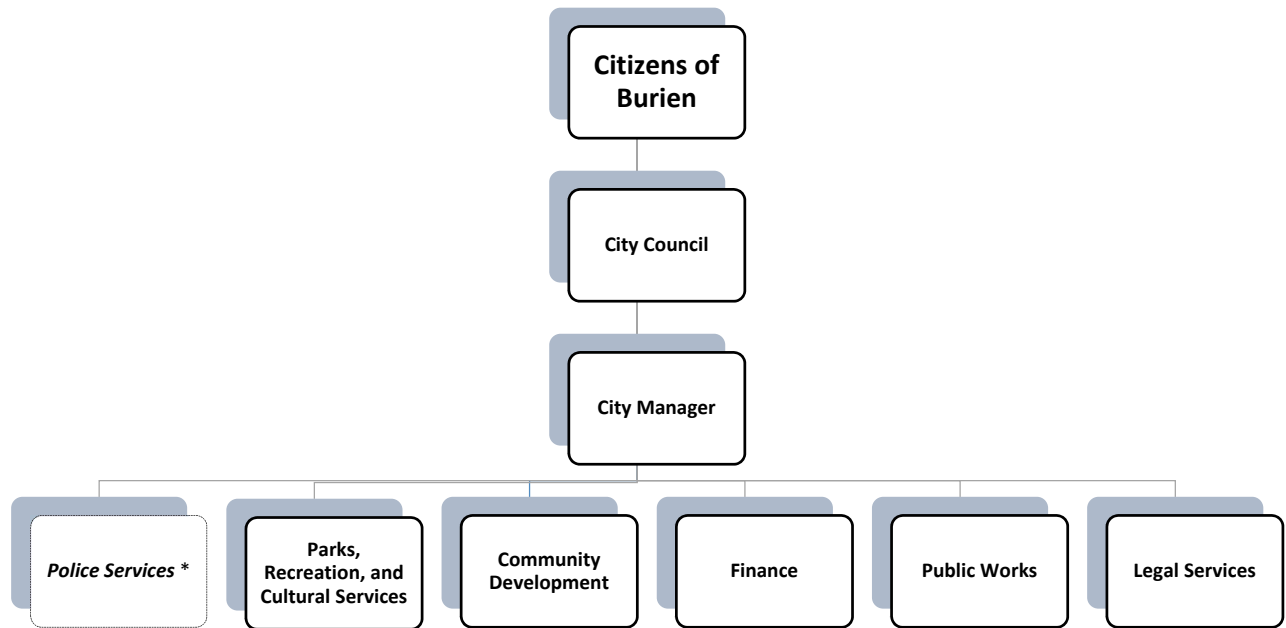 Citizens of
Burien
City Council
City Manager
Police Services *
Parks,
Recreation, and
Cultural Services
Community
Development
Finance
Public Works
Legal Services